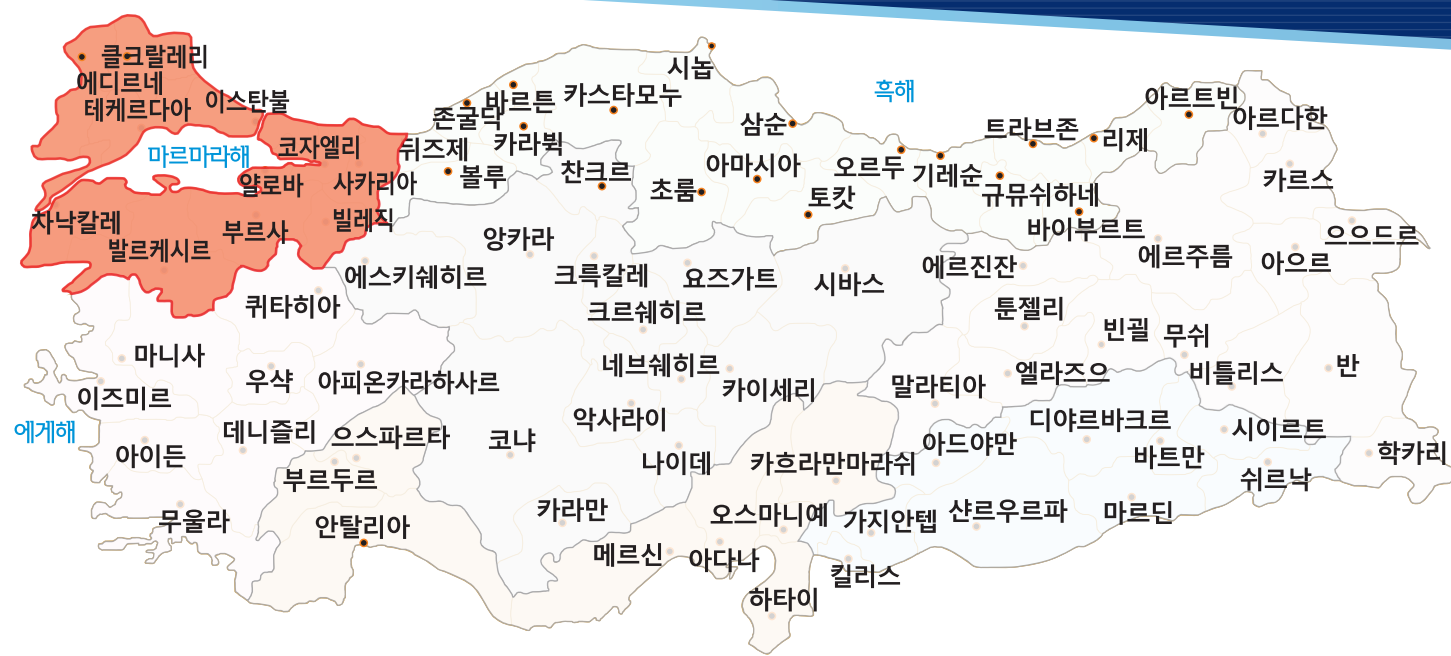 시놉
클크랄레리
에디르네
흑해
카스타모누
아르트빈
이스탄불
바르튼
테케르다아
존굴닥
아르다한
삼순
트라브존
리제
카라뷕
코자엘리
뒤즈제
마르마라해
아마시아
오르두
찬크르
기레순
볼루
카르스
얄로바
사카리아
초룸
토캇
규뮤쉬하네
차낙칼레
빌레직
부르사
바이부르트
으으드르
앙카라
발르케시르
에르주름
아으르
에르진잔
에스키쉐히르
크륵칼레
요즈가트
시바스
퀴타히아
크르쉐히르
툰젤리
빈괼
무쉬
마니사
네브쉐히르
반
엘라즈으
비틀리스
우샥
아피온카라하사르
카이세리
말라티아
이즈미르
악사라이
디야르바크르
에게해
데니즐리
으스파르타
코냐
시이르트
아드야만
아이든
바트만
학카리
나이데
카흐라만마라쉬
부르두르
쉬르낙
카라만
오스마니예
샨르우르파
마르딘
무울라
안탈리아
가지안텝
메르신
아다나
킬리스
하타이